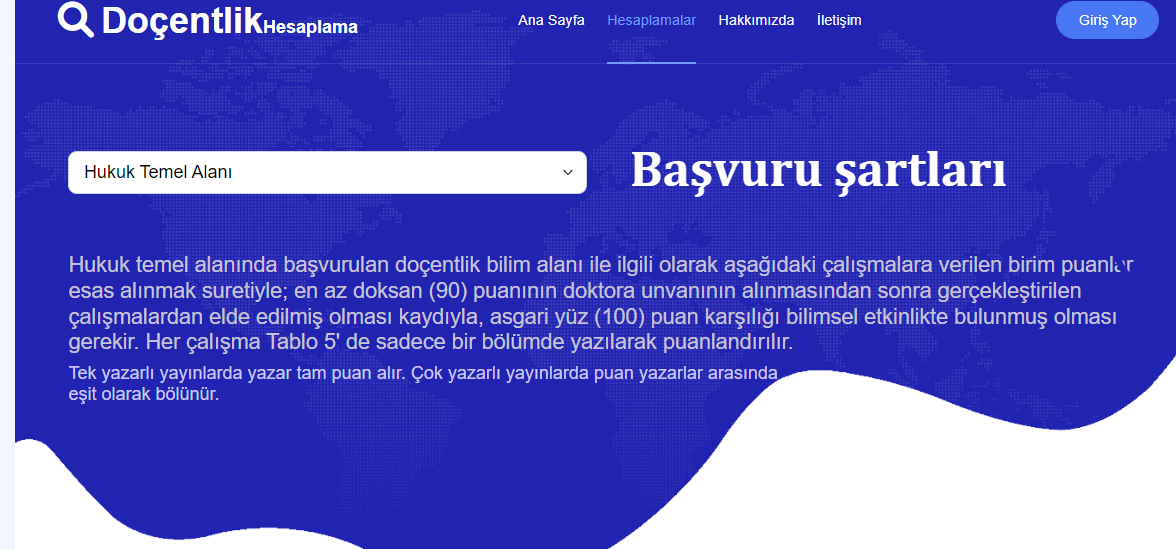 DoçentlikHesaplama
Ana Sayfa Hesaplamalar Hakkımızda İletişim Giriş Yap
Hukuk Temel Alanı
Başvuru şartları
Hukuk temel alanında başvurulan doçentlik bilim alanı ile ilgili olarak aşağıdaki çalışmalara verilen birim puanlar
esas alınmak suretiyle; en az doksan (90) puanının doktora unvanının alınmasından sonra gerçekleştirilen
çalışmalardan elde edilmiş olması kaydıyla, asgari yüz (100) puan karşılığı bilimsel etkinlikte bulunmuş olması
gerekir. Her çalışma Tablo 5' de sadece bir bölümde yazılarak puanlandırılır.
Tek yazarlı yayınlarda yazar tam puan alır. Çok yazarlı yayınlarda puan yazarlar arasında
eşit olarak bölünür.